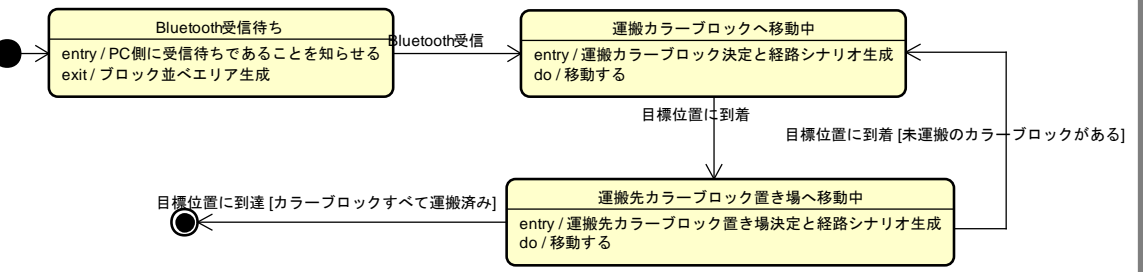 Bluetooth受信待ち
entry / PC側に受信待ちであることを知らせる
exit / ブロック並べエリア生成
Bluetooth受信
運搬カラーブロックへ移動中
entry / 運搬カラーブロック決定と経路シナリオ生成
do / 移動する
目標位置に到着
目標位置に到着 [未運搬のカラーブロックがある]
目標位置に到達 [カラーブロックすべて運搬済み]
運搬先カラーブロック置き場へ移動中
entry / 運搬先カラーブロック置き場決定と経路シナリオ生成
do / 移動する